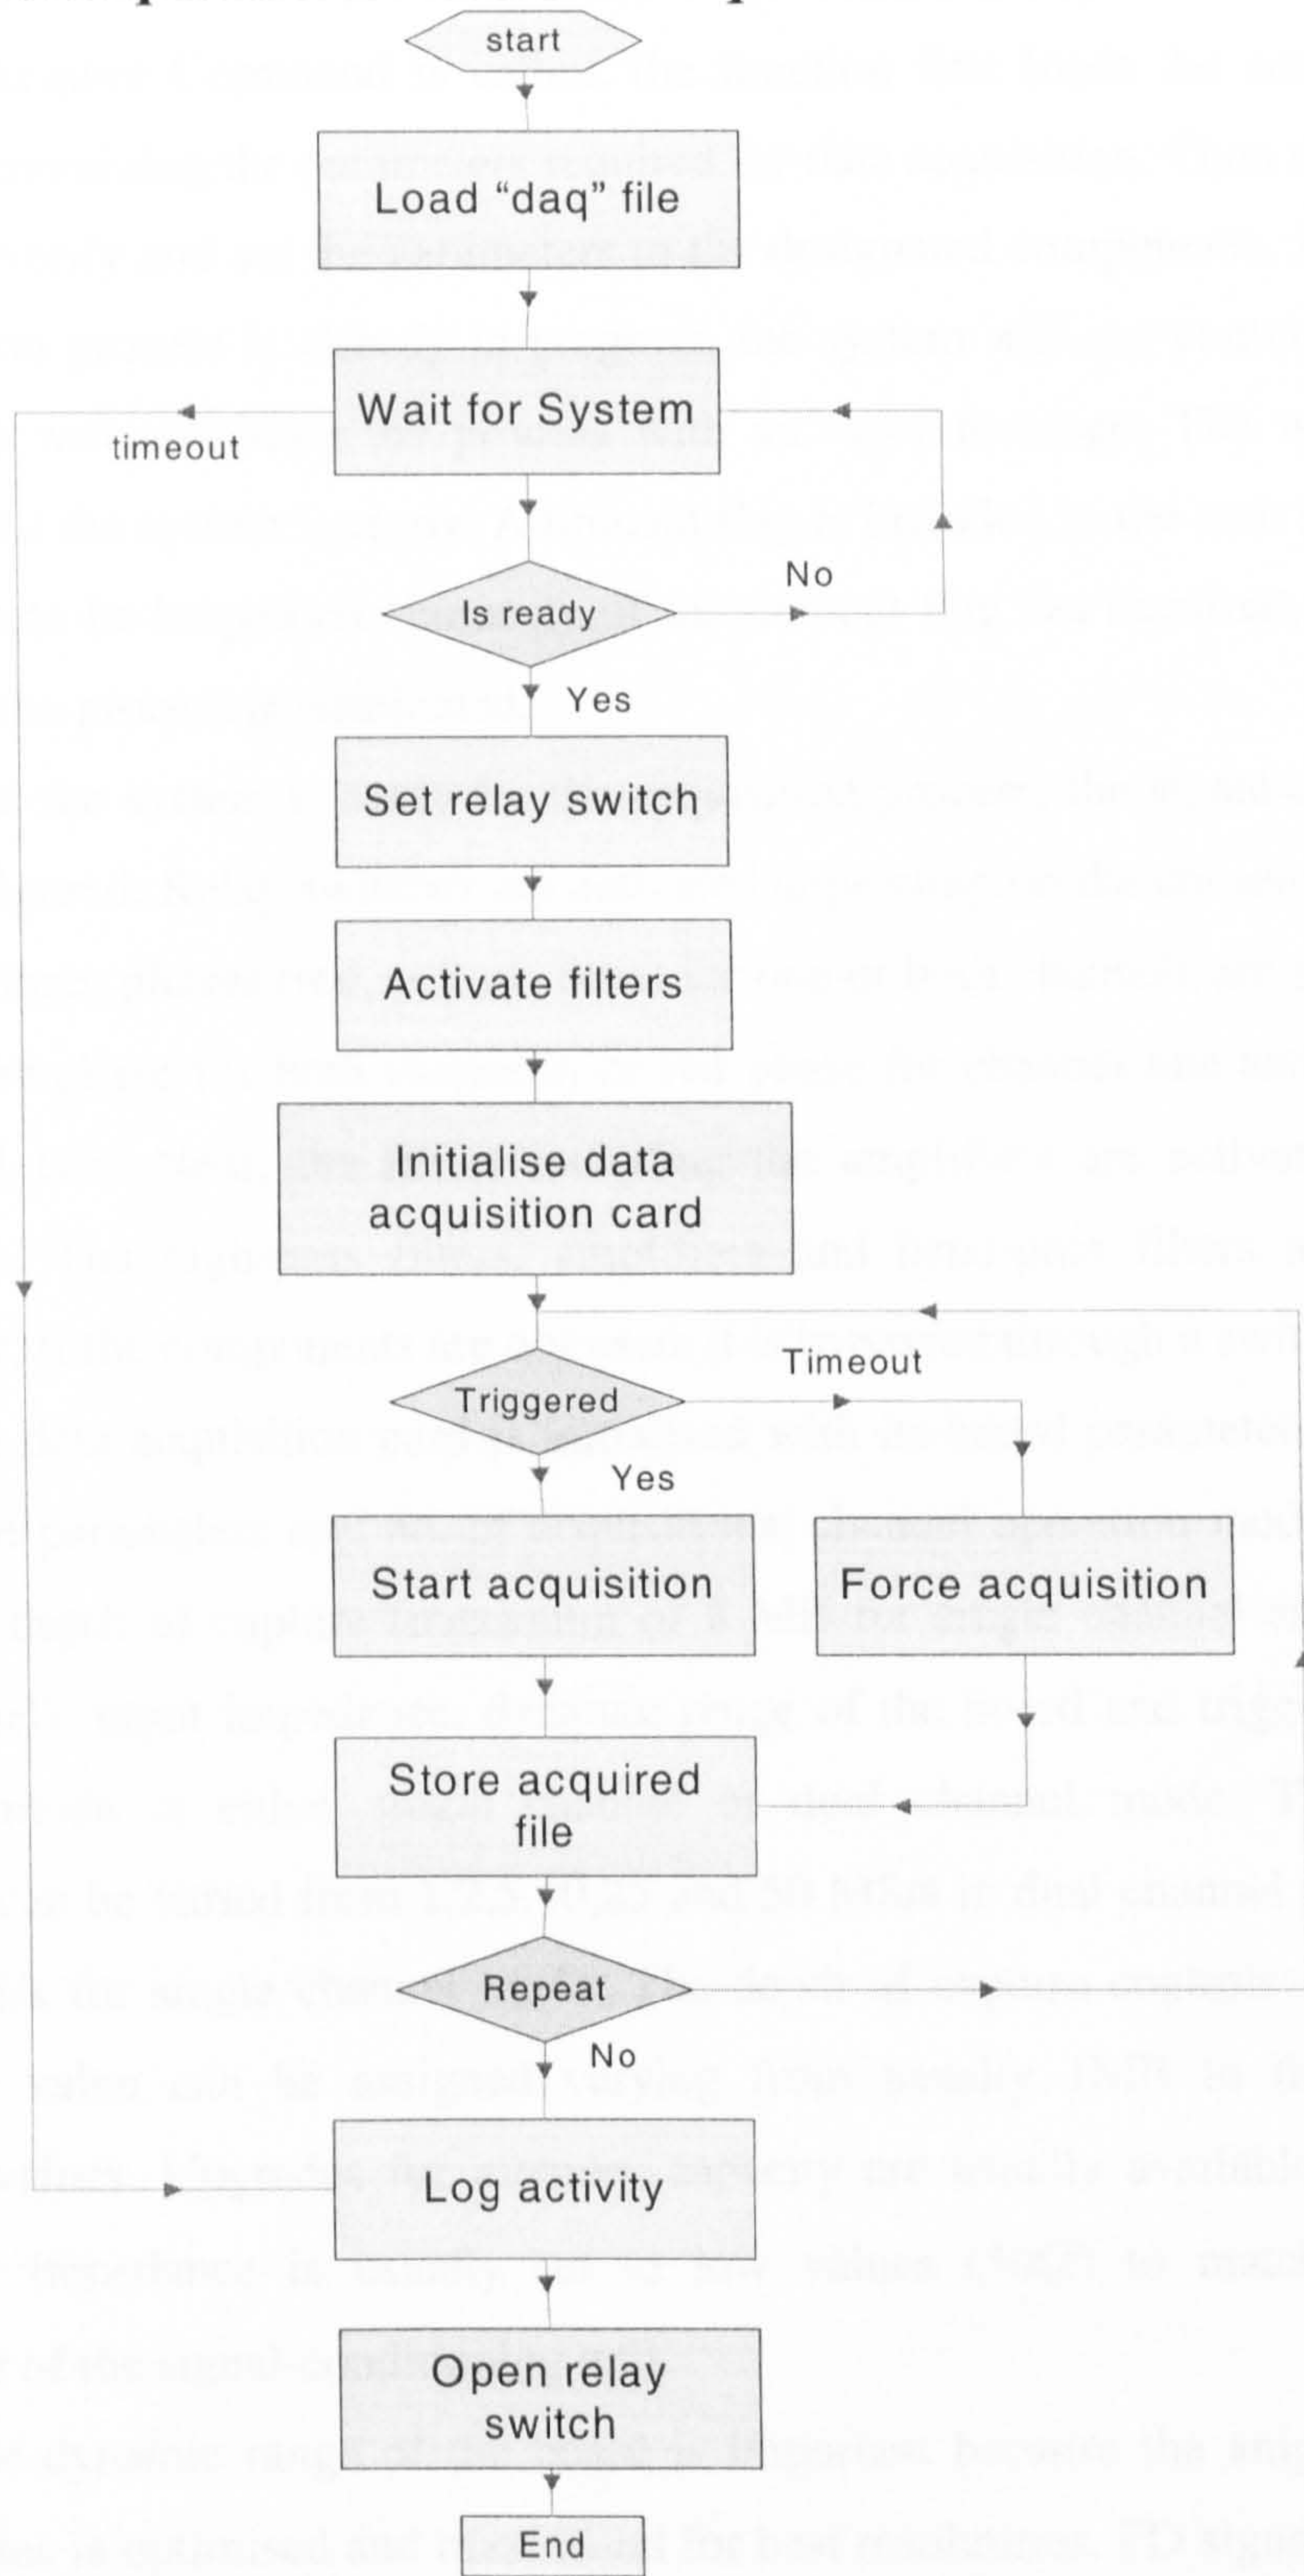 start
Load “daq” file
Wait for System
timeout
No
Is ready
Yes
Set relay switch
Activate filters
Initialise data
acquisition card
Timeout
Triggered
Yes
Start acquisition
Force acquisition
Store acquired
file
Repeat
No
Log activity
Open relay
switch
End